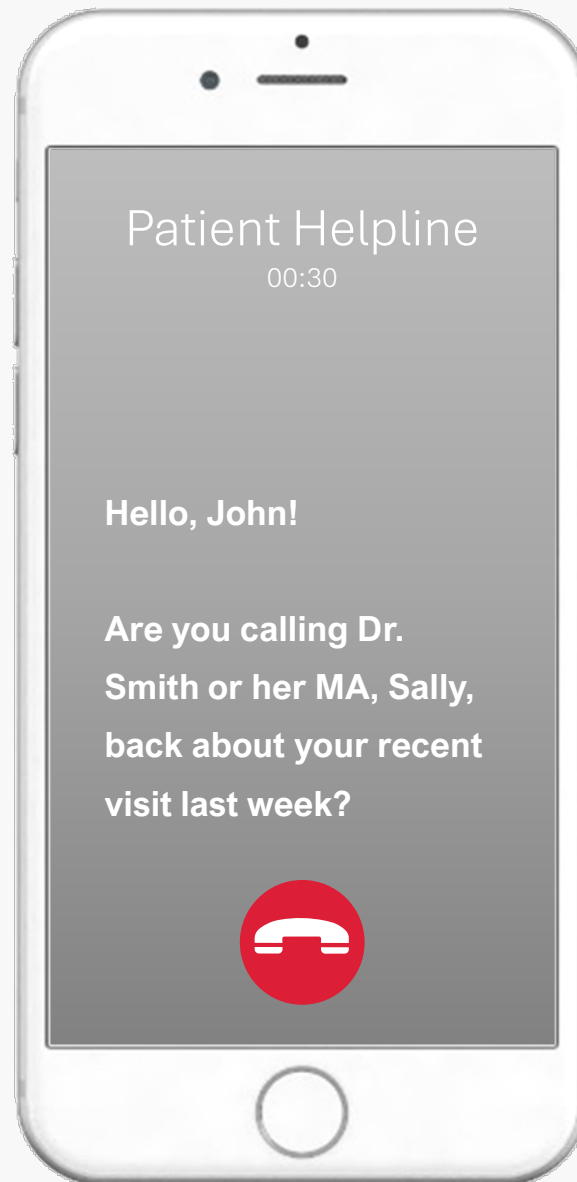 Patient Helpline
00:30
Hello, John!
Are you calling Dr.
Smith or her MA, Sally,
back about your recent
visit last week?